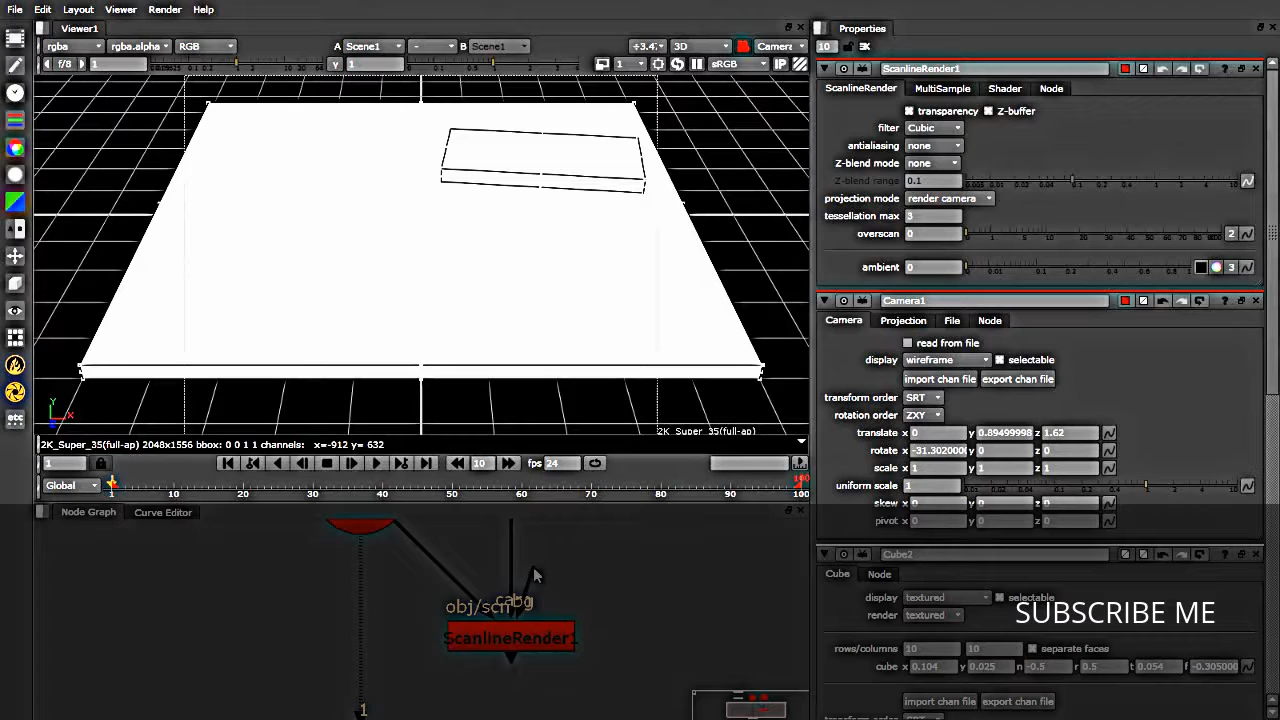 File Edit Layout Viewer Render Help
Viewer1
rgba rgba.alpha RGB A Scene1 - B Scene1 3D
f/8 1 Y 1 1 sRGB IP
Y X
2K_Super_35(full-ap)
2K_Super_35(full-ap) 2048x1556 bbox: 0 0 1 1 channels: x=-912 y= 632
1 10 fps 24
Global 1 10 20 30 40 50 60 70 80 90 100
Node Graph Curve Editor
obj/scn
bg
ScanlineRender1
1
Properties
10
ScanlineRender1
ScanlineRender MultiSample Shader Node
transparency Z-buffer
filter Cubic
antialiasing none
Z-blend mode none
Z-blend range 0.1
projection mode render camera
tessellation max 3
overscan 0 2
ambient 0 3
Camera1
Camera Projection File Node
read from file
display wireframe selectable
import chan file export chan file
transform order SRT
rotation order ZXY
translate x 0 y 0.89499998 z 1.62
rotate x -31.302000 y 0 z 0
scale x 1 y 1 z 1
uniform scale 1
skew x 0 y 0 z 0
pivot x 0 y 0 z 0
Cube2
Cube Node
display textured selectable
render textured
SUBSCRIBE ME
rows/columns 10 10 separate faces
cube x 0.104 y 0.025 n -0.5 r 0.5 t 0.054 f -0.305000
import chan file export chan file